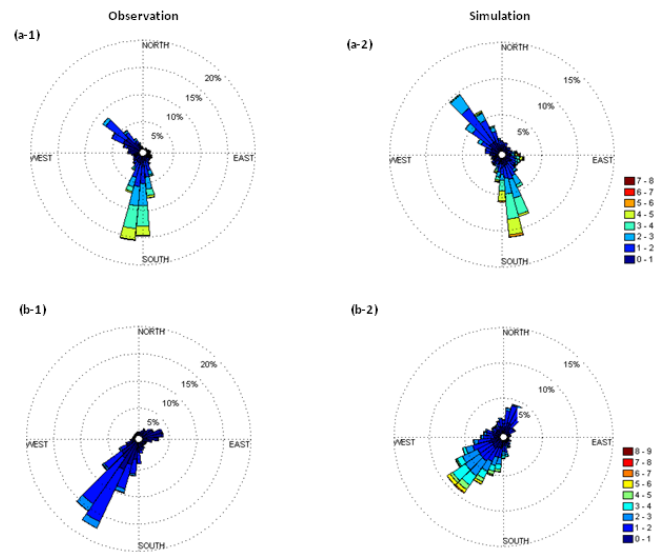 Observation
Simulation
(a-1)
(a-2)
NORTH
20%
15%
10%
5%
WEST
EAST
SOUTH
NORTH
15%
10%
5%
WEST
EAST
SOUTH
7 - 8
6 - 7
5 - 6
4 - 5
3 - 4
2 - 3
1 - 2
0 - 1
(b-1)
(b-2)
NORTH
20%
15%
10%
5%
WEST
EAST
SOUTH
NORTH
15%
10%
5%
WEST
EAST
SOUTH
8 - 9
7 - 8
6 - 7
5 - 6
4 - 5
3 - 4
2 - 3
1 - 2
0 - 1